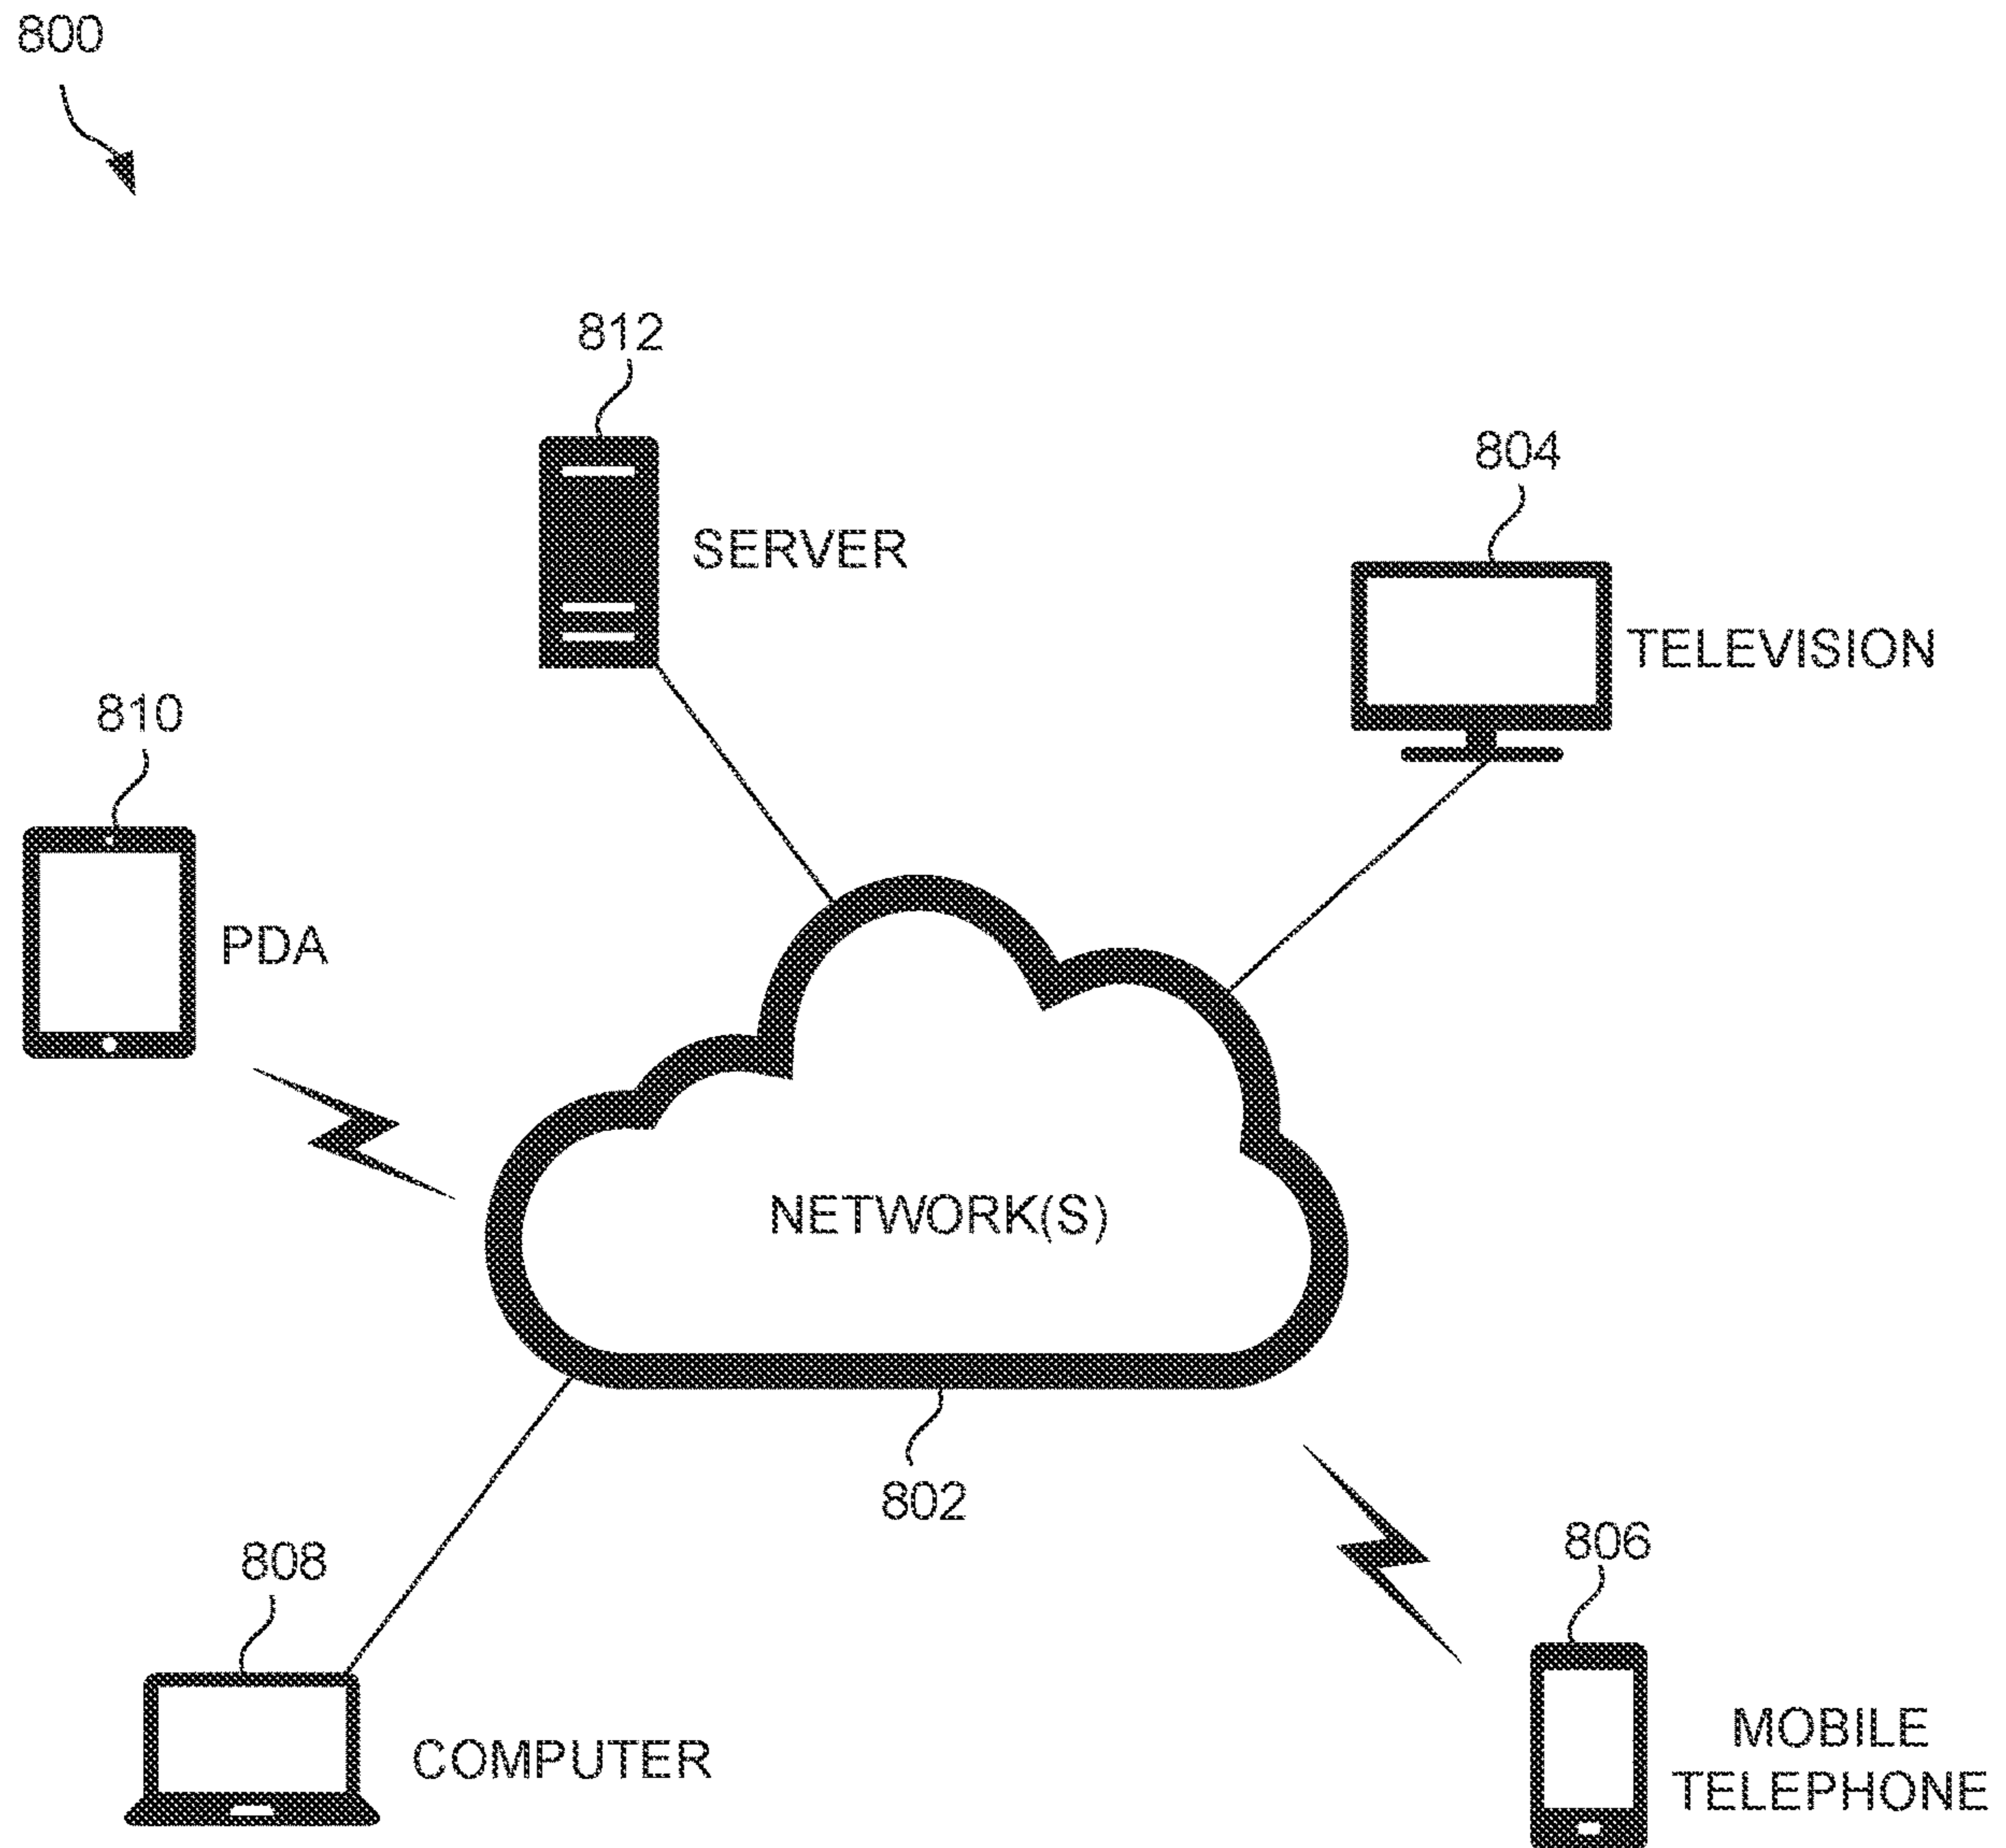 800
812
SERVER
804
TELEVISION
810
PDA
NETWORK(S)
802
808
COMPUTER
806
MOBILE
TELEPHONE